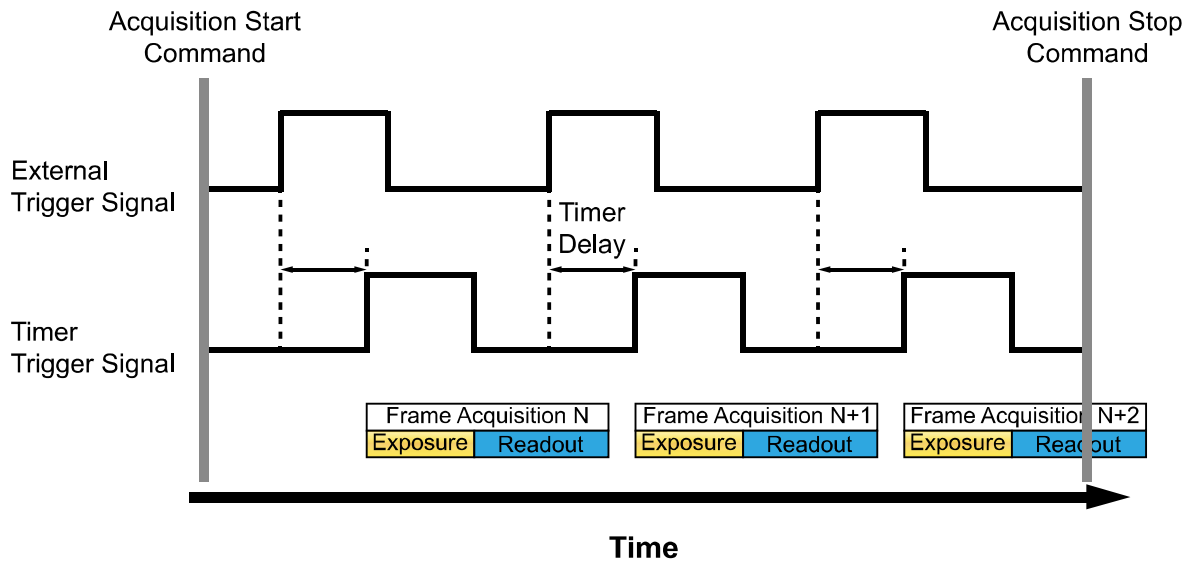 Acquisition Start
Command
Acquisition Stop
Command
External
Trigger Signal
Timer
Delay
Timer
Trigger Signal
Frame Acquisition N
Frame Acquisition N+1
Frame Acquisition N+2
Exposure
Readout
Exposure
Readout
Exposure
Readout
Time